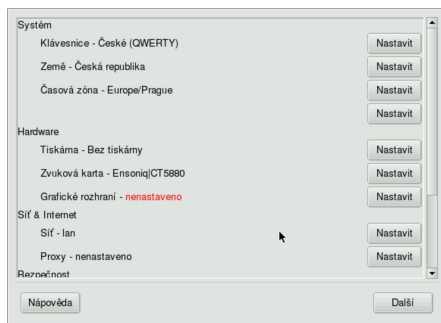 Systém
Klávesnice - České (QWERTY) Nastavit
Země - Česká republika Nastavit
Časová zóna - Europe/Prague Nastavit
Nastavit
Hardware
Tiskárna - Bez tiskárny Nastavit
Zvuková karta - Ensoniq|CT5880 Nastavit
Grafické rozhraní - nenastaveno Nastavit
Síť & Internet
Síť - lan Nastavit
Proxy - nenastaveno Nastavit
Bezpečnost
Nápověda Další